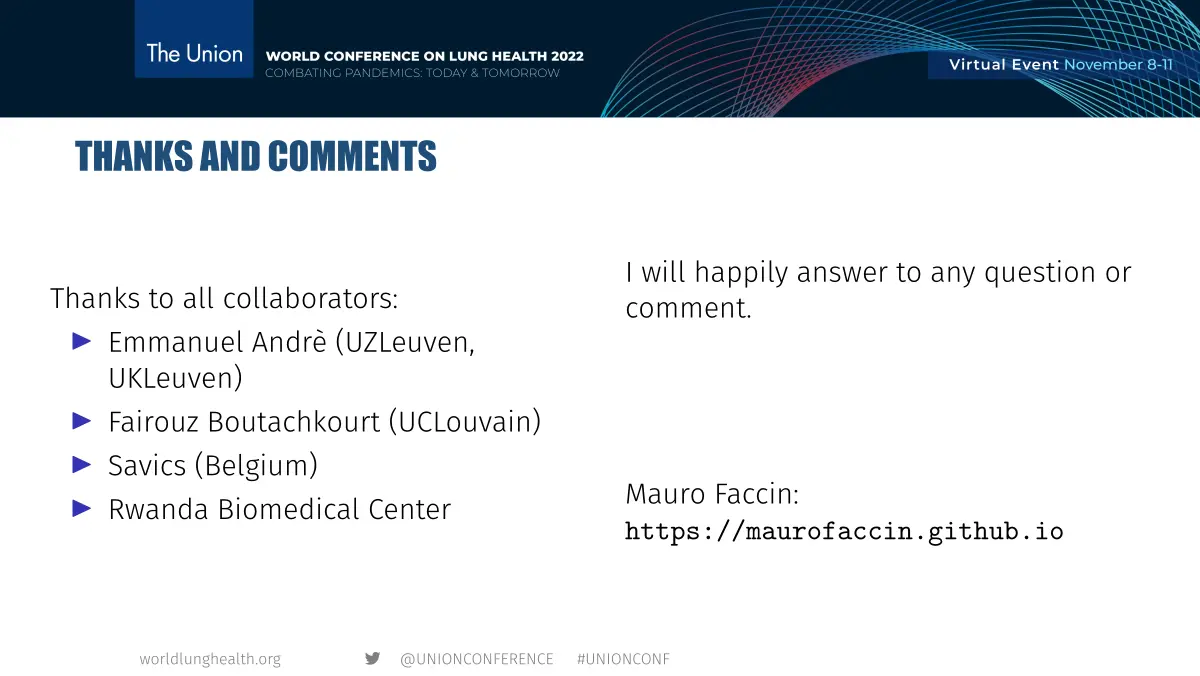 The Union
WORLD CONFERENCE ON LUNG HEALTH 2022
COMBATING PANDEMICS: TODAY & TOMORROW
Virtual Event November 8-11
THANKS AND COMMENTS
Thanks to all collaborators:
Emmanuel Andrè (UZLeuven,
UKLeuven)
Fairouz Boutachkourt (UCLouvain)
Savics (Belgium)
Rwanda Biomedical Center
I will happily answer to any question or
comment.
Mauro Faccin:
https://maurofaccin.github.io
worldlunghealth.org
@UNIONCONFERENCE #UNIONCONF